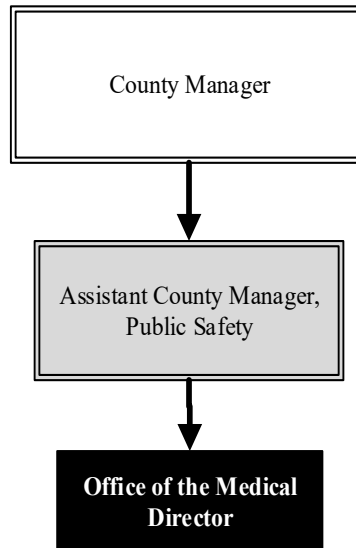 County Manager
Assistant County Manager,
Public Safety
Office of the Medical
Director